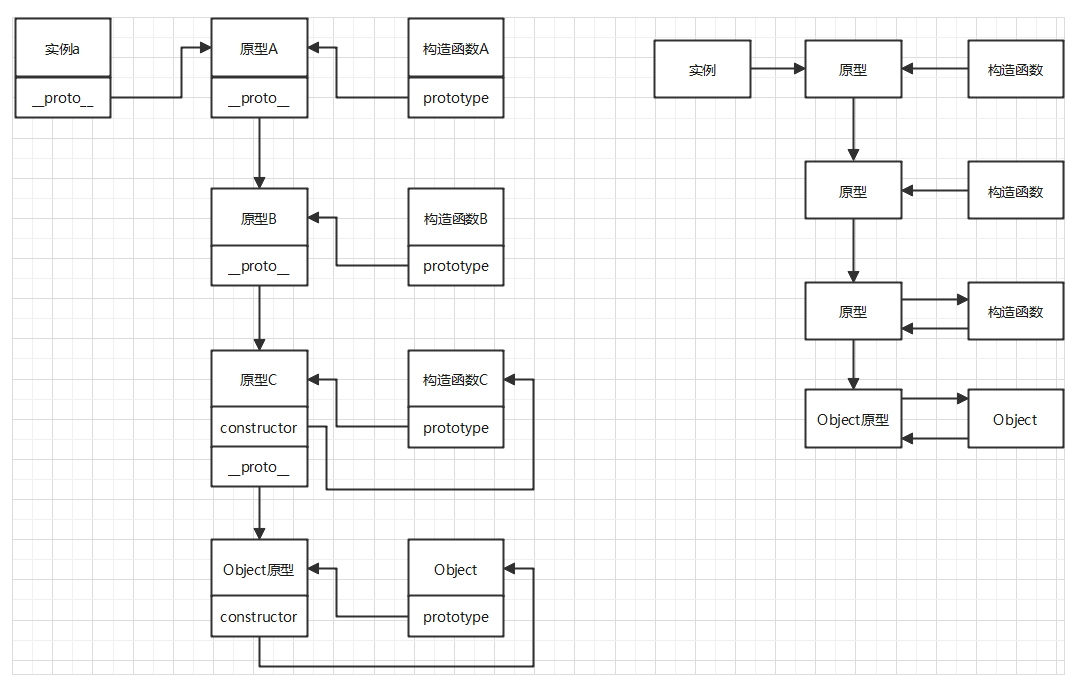 实例a
__proto__
原型A
__proto__
构造函数A
prototype
原型B
__proto__
构造函数B
prototype
原型C
constructor
__proto__
构造函数C
prototype
Object原型
constructor
Object
prototype
实例
原型
构造函数
原型
构造函数
原型
构造函数
Object原型
Object